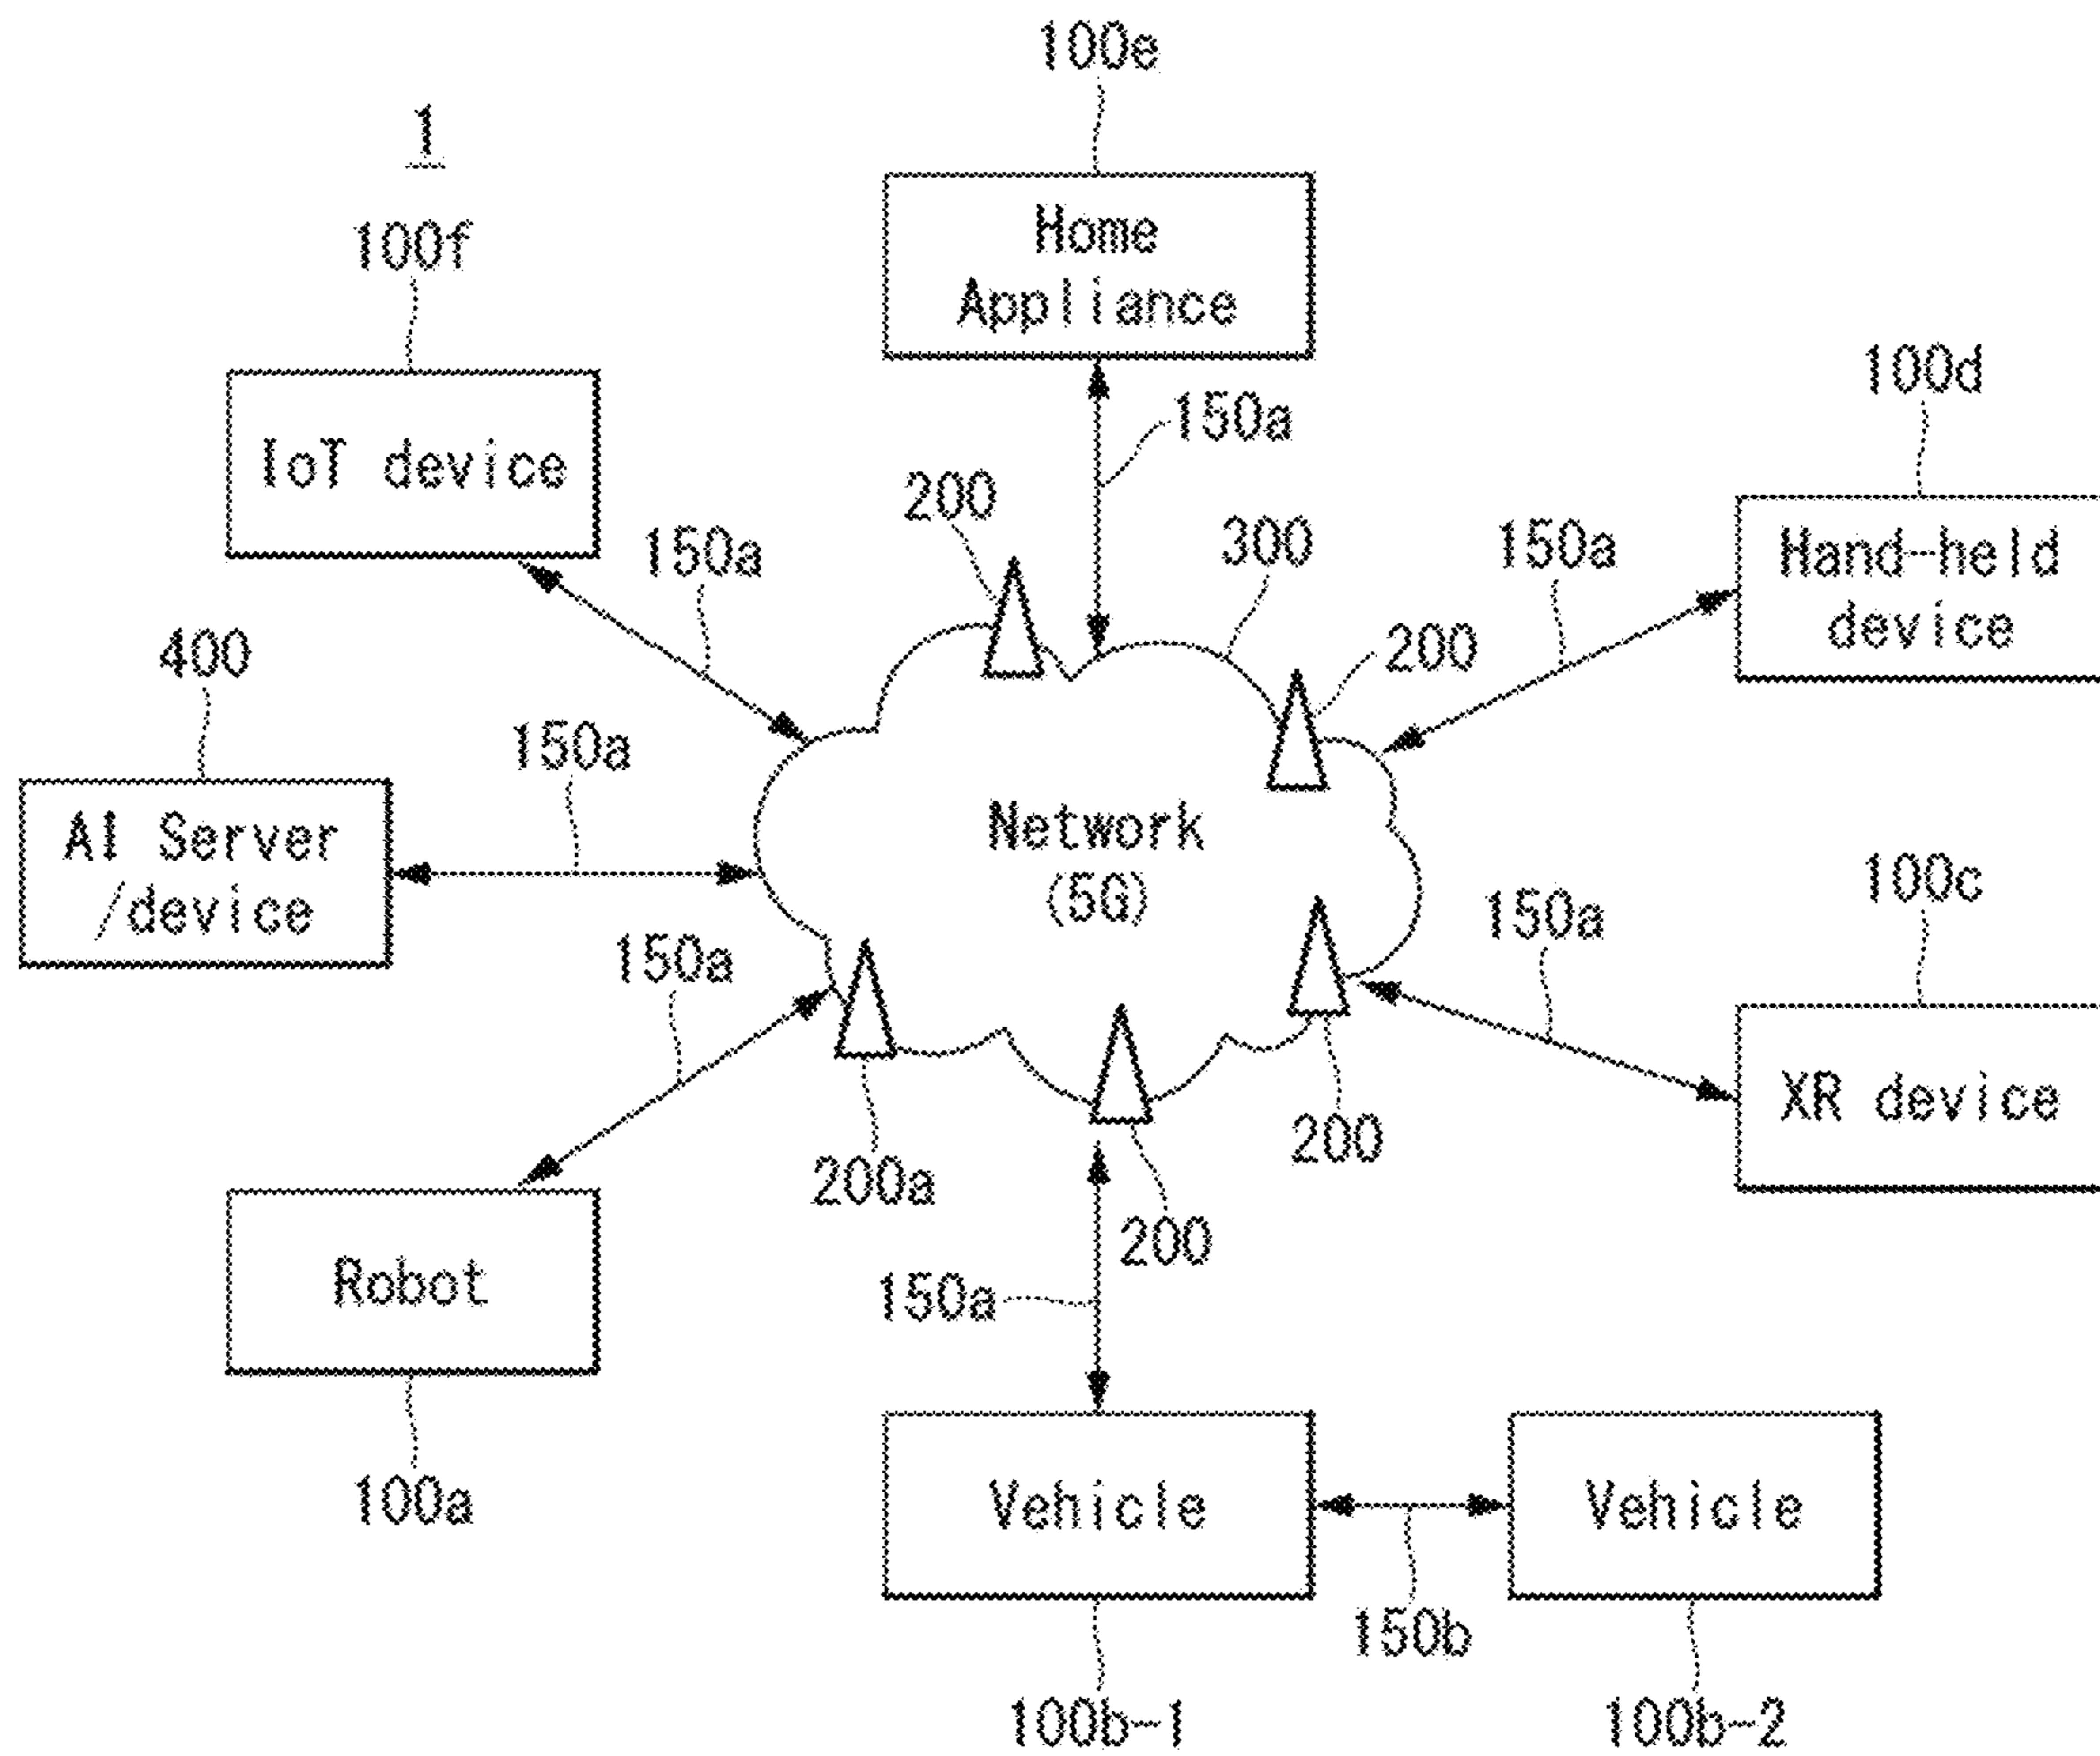 100e
1
100f
Home
Appliance
100d
150a
IoT device
200
300
150a
150a
Hand-held
device
400
200
150a
AI Server
/device
Network
(5G)
100c
150a
150a
XR device
200a
200
200
Robot
150a
100a
Vehicle
Vehicle
150b
100b-1
100b-2